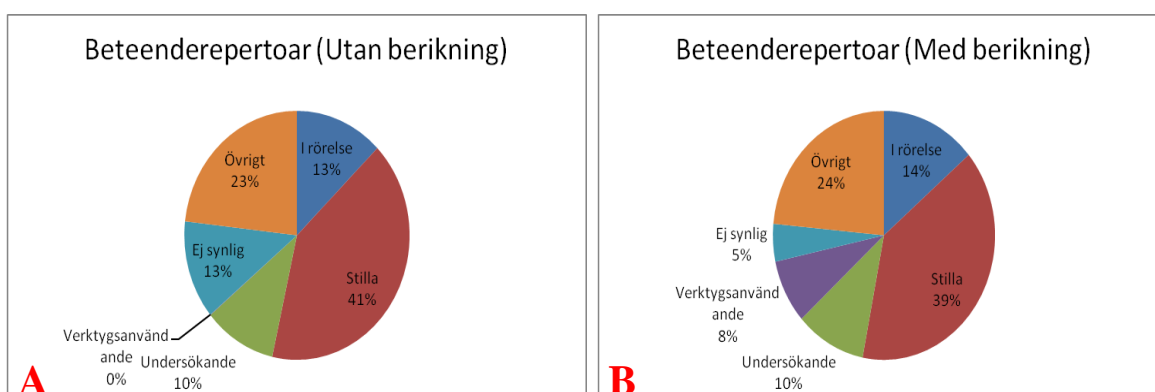 Beteenderepertoar (Utan berikning)
I rörelse
13%
Stilla
41%
Undersökande
10%
Verktygsanvänd
ande
0%
Ej synlig
13%
Övrigt
23%
A
Beteenderepertoar (Med berikning)
I rörelse
14%
Stilla
39%
Undersökande
10%
Verktygsanvänd
ande
8%
Ej synlig
5%
Övrigt
24%
B